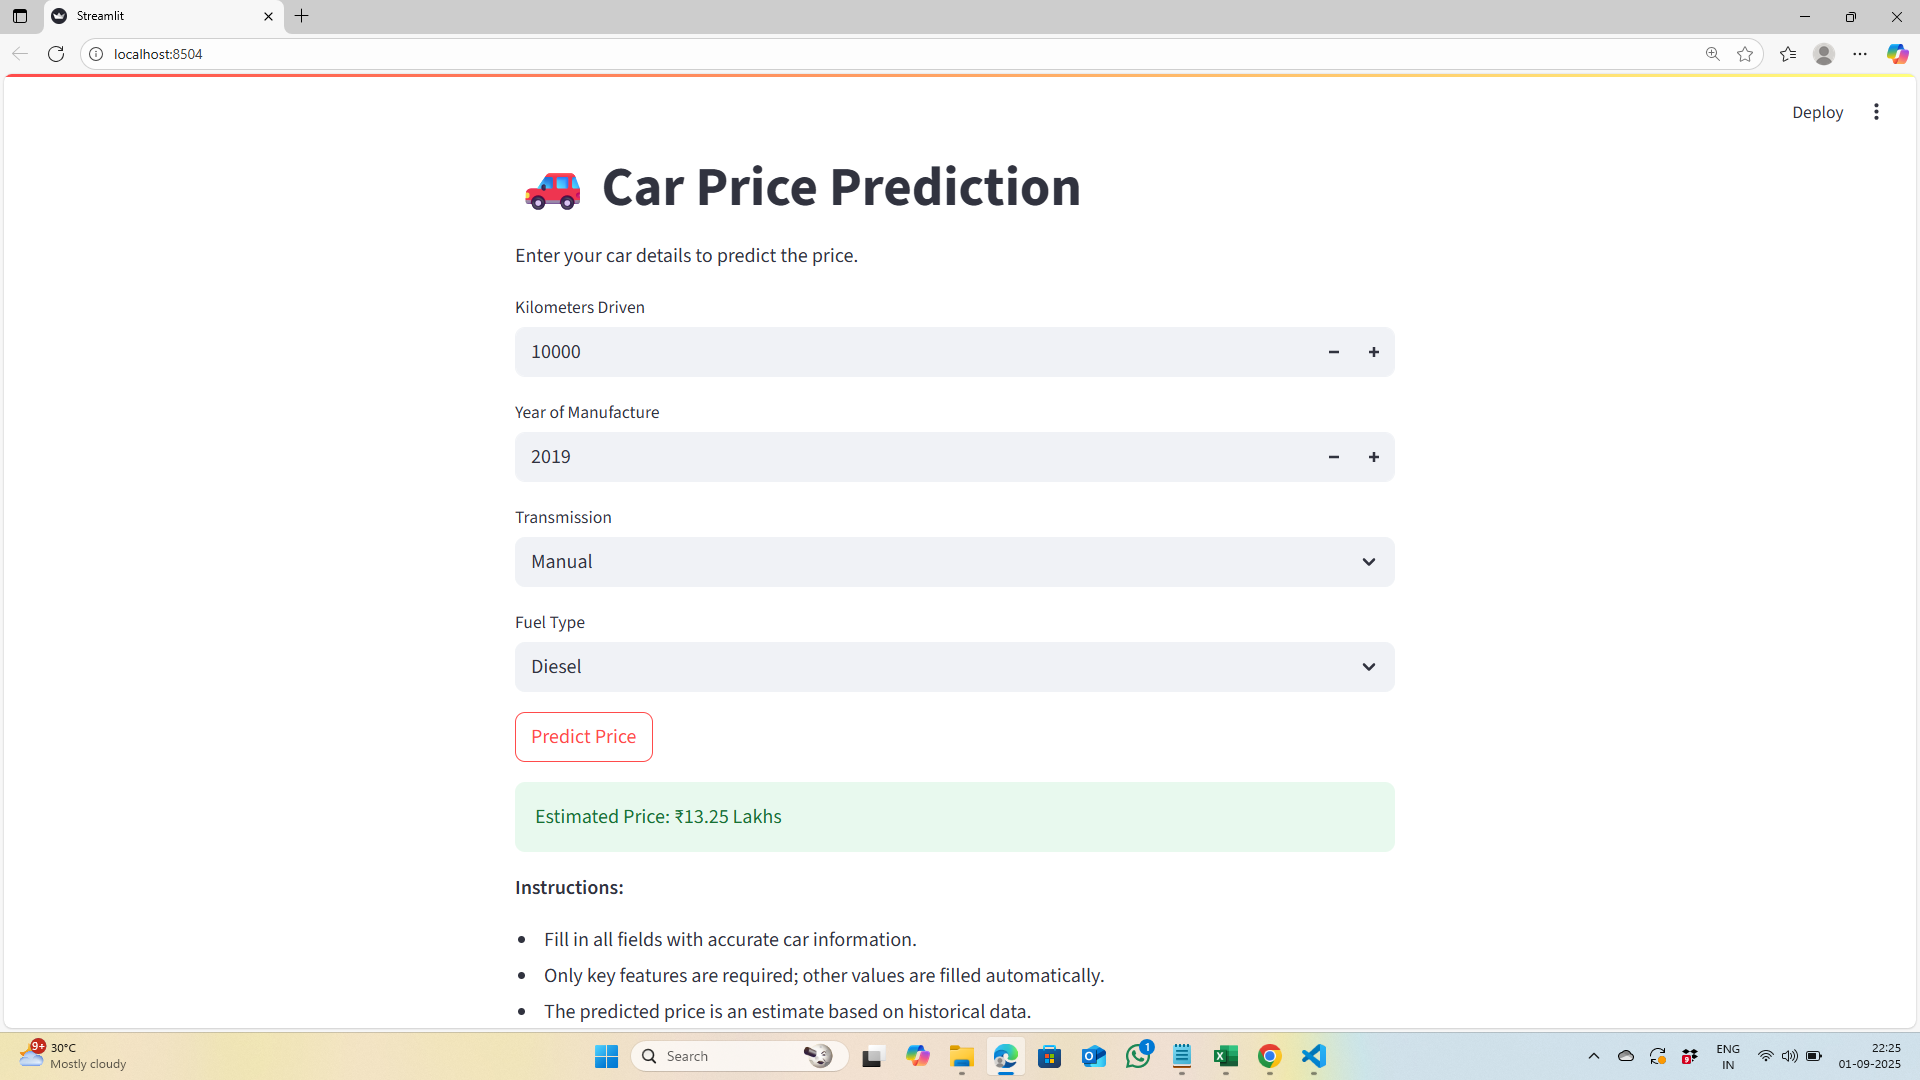 Streamlit
localhost:8504
Deploy
Car Price Prediction
Enter your car details to predict the price.
Kilometers Driven
10000
Year of Manufacture
2019
Transmission
Manual
Fuel Type
Diesel
Predict Price
Estimated Price: ₹13.25 Lakhs
Instructions:
Fill in all fields with accurate car information.
Only key features are required; other values are filled automatically.
The predicted price is an estimate based on historical data.
9+
30°C
Mostly cloudy
Search
1
9
ENG
IN
22:25
01-09-2025